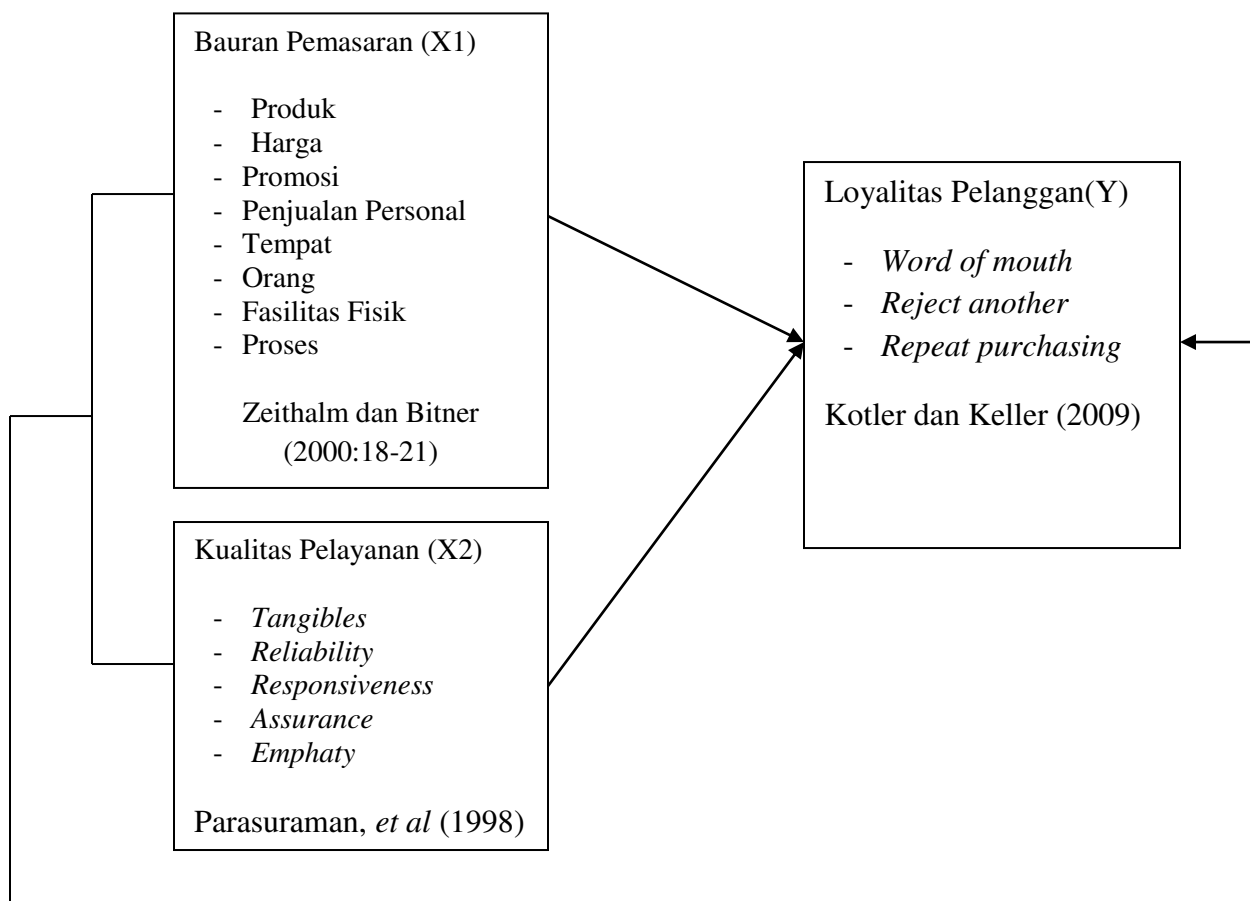 Bauran Pemasaran (X1)
- Produk
- Harga
- Promosi
- Penjualan Personal
- Tempat
- Orang
- Fasilitas Fisik
- Proses
Zeithalm dan Bitner
(2000:18-21)
Kualitas Pelayanan (X2)
- Tangibles
- Reliability
- Responsiveness
- Assurance
- Emphaty
Parasuraman, et al (1998)
Loyalitas Pelanggan(Y)
- Word of mouth
- Reject another
- Repeat purchasing
Kotler dan Keller (2009)